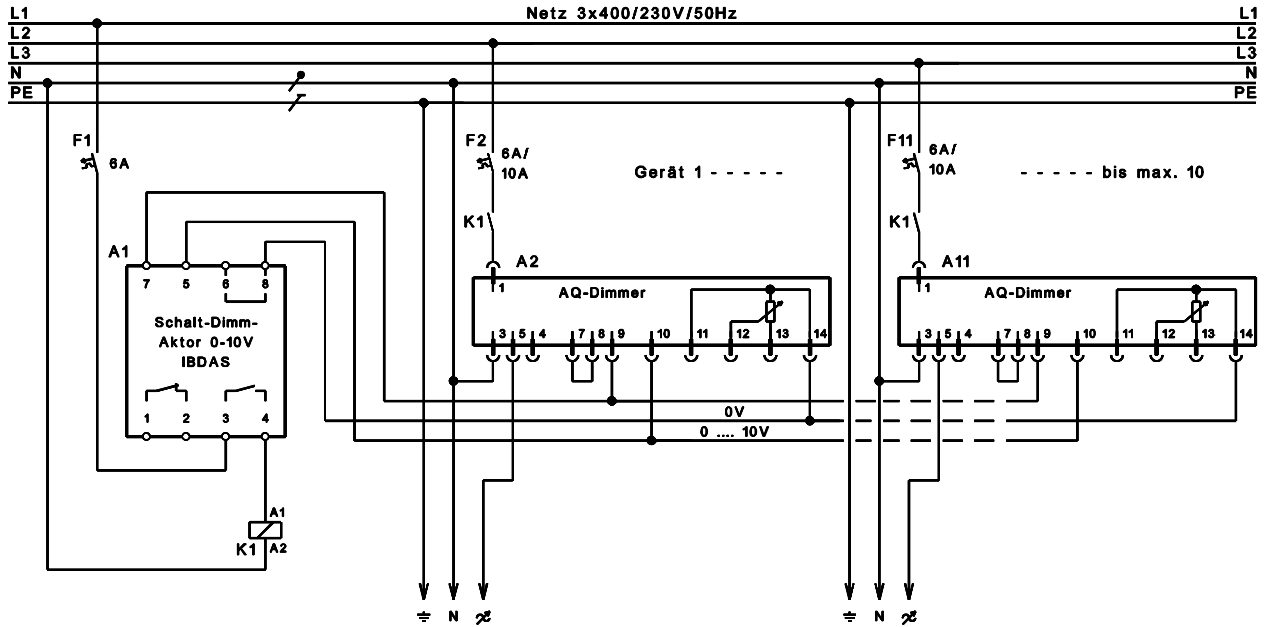 L1 Netz 3x400/230V/50Hz L1
L2 L2
L3 L3
N N
PE PE
F1 6A
F2 6A/
10A
Gerät 1 - - - - -
F11 6A/
10A
- - - - - bis max. 10
K1
K1
A1
7 5 6 8
Schalt-Dimm-
Aktor 0-10V
IBDAS
1 2 3 4
A2
1
AQ-Dimmer
3 5 4 7 8 9 10 11 12 13 14
A11
1
AQ-Dimmer
3 5 4 7 8 9 10 11 12 13 14
0V
0 .... 10V
A1
K1 A2
N
N